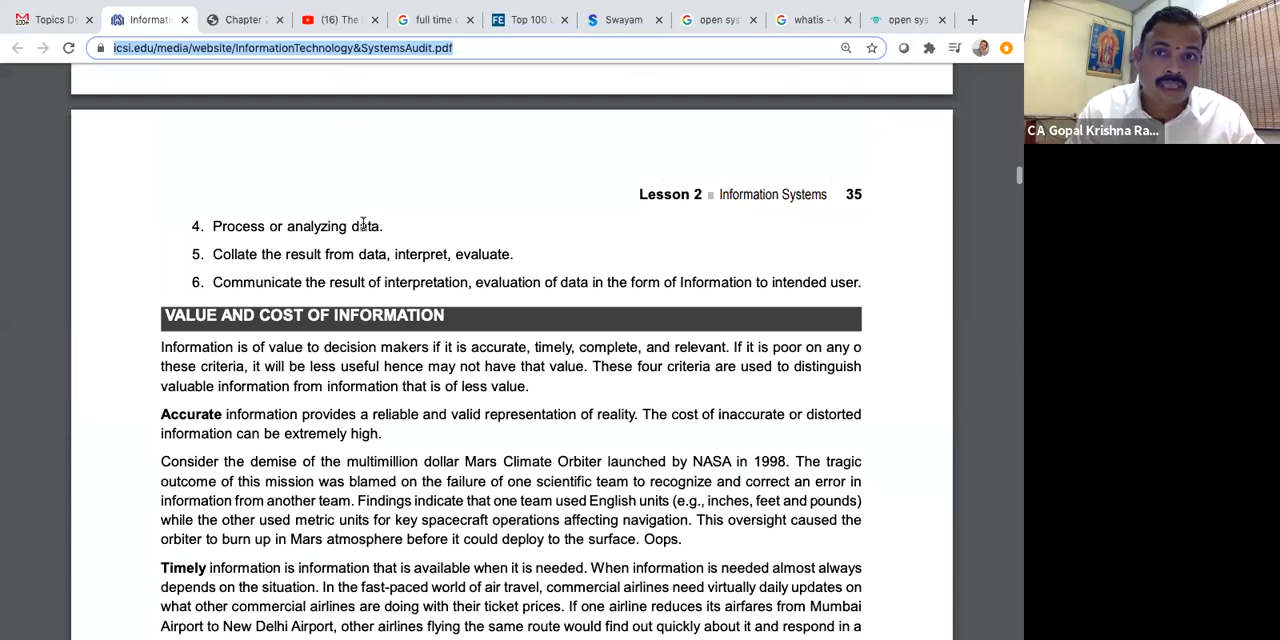 100+
Topics D
Informati
Chapter 2
(16) The
full time
Top 100
Swayam
open sys
whatis -
open sys
icsi.edu/media/website/InformationTechnology&SystemsAudit.pdf
CA Gopal Krishna Ra...
Lesson 2 ■ Information Systems 35
4. Process or analyzing data.
5. Collate the result from data, interpret, evaluate.
6. Communicate the result of interpretation, evaluation of data in the form of Information to intended user.
VALUE AND COST OF INFORMATION
Information is of value to decision makers if it is accurate, timely, complete, and relevant. If it is poor on any o
these criteria, it will be less useful hence may not have that value. These four criteria are used to distinguish
valuable information from information that is of less value.
Accurate information provides a reliable and valid representation of reality. The cost of inaccurate or distorted
information can be extremely high.
Consider the demise of the multimillion dollar Mars Climate Orbiter launched by NASA in 1998. The tragic
outcome of this mission was blamed on the failure of one scientific team to recognize and correct an error in
information from another team. Findings indicate that one team used English units (e.g., inches, feet and pounds)
while the other used metric units for key spacecraft operations affecting navigation. This oversight caused the
orbiter to burn up in Mars atmosphere before it could deploy to the surface. Oops.
Timely information is information that is available when it is needed. When information is needed almost always
depends on the situation. In the fast-paced world of air travel, commercial airlines need virtually daily updates on
what other commercial airlines are doing with their ticket prices. If one airline reduces its airfares from Mumbai
Airport to New Delhi Airport, other airlines flying the same route would find out quickly about it and respond in a